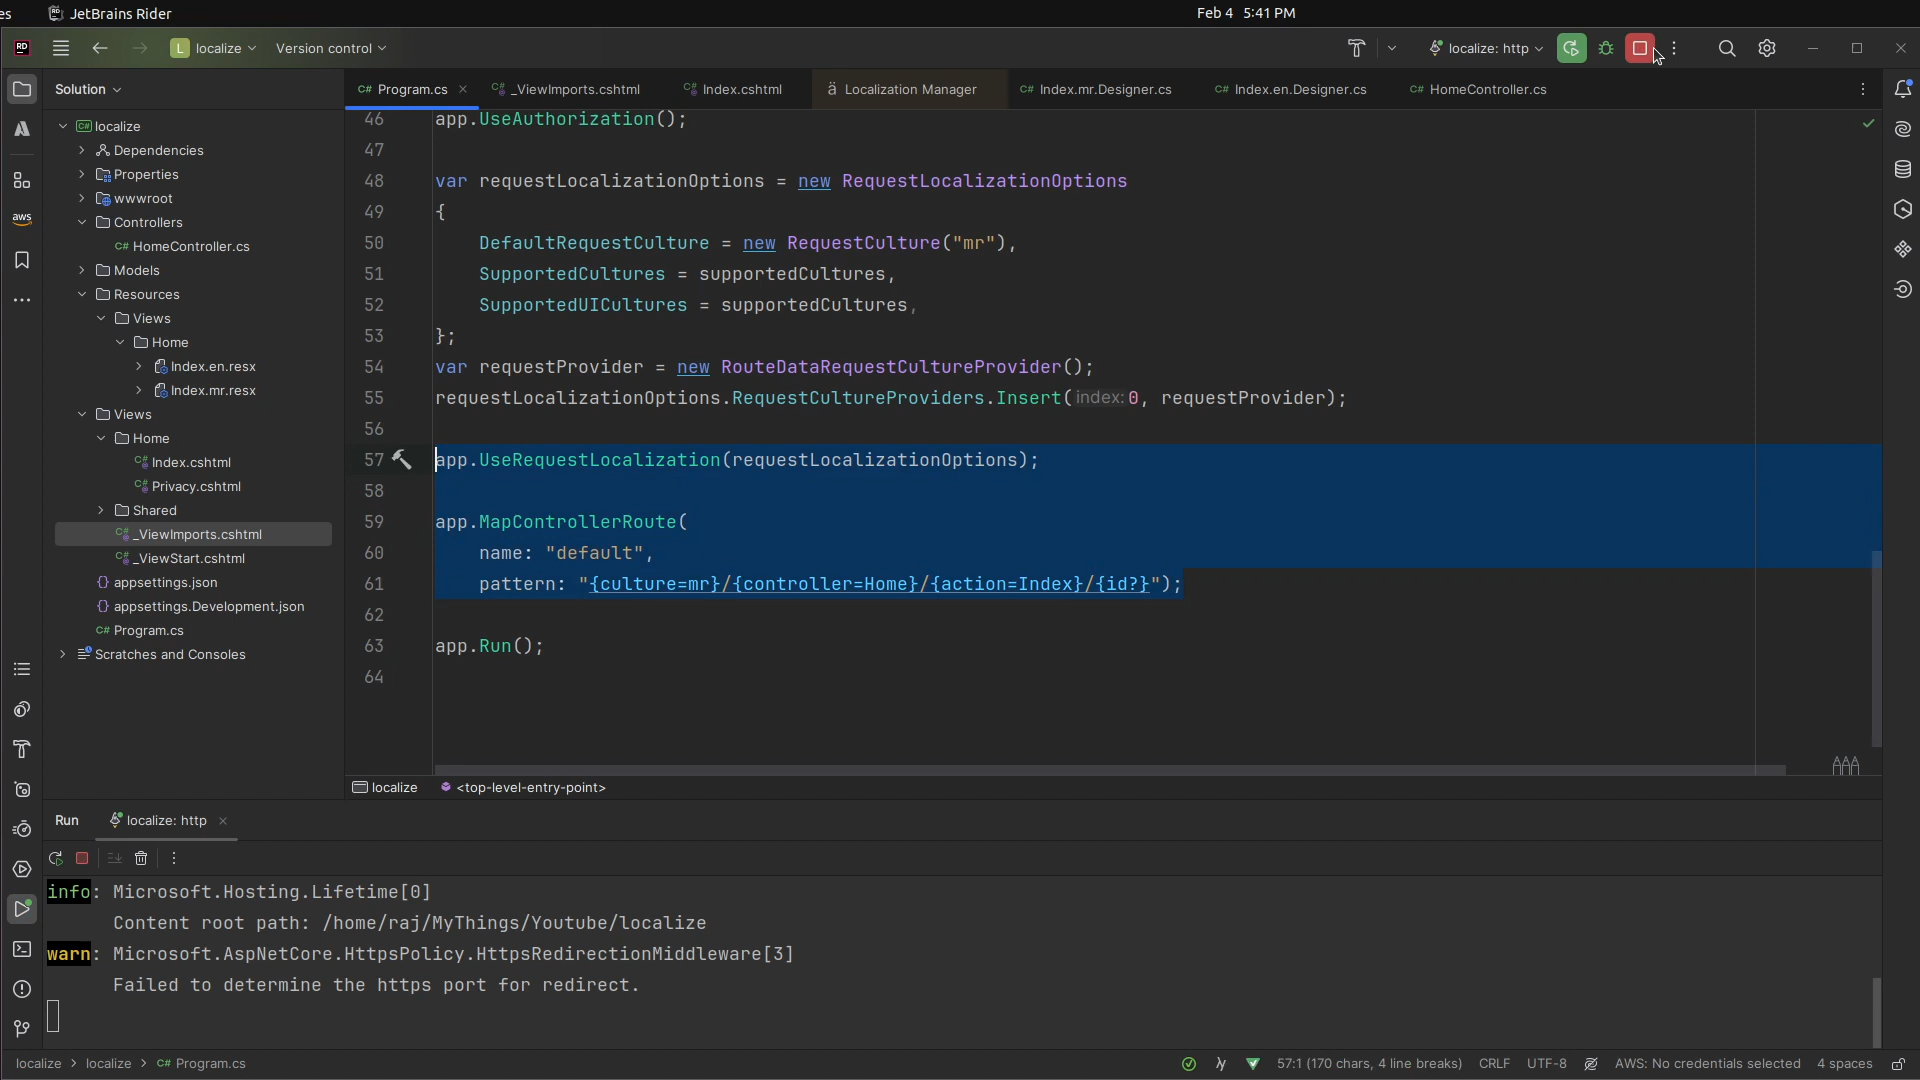 es
JetBrains Rider
Feb 4 5:41 PM
RD
L localize
Version control
localize: http
Solution
C# Program.cs
C# _ViewImports.cshtml
C# Index.cshtml
ä Localization Manager
C# Index.mr.Designer.cs
C# Index.en.Designer.cs
C# HomeController.cs
aws
C# localize
Dependencies
Properties
wwwroot
Controllers
C# HomeController.cs
Models
Resources
Views
Home
Index.en.resx
Index.mr.resx
Views
Home
C# Index.cshtml
C# Privacy.cshtml
Shared
C# _ViewImports.cshtml
C# _ViewStart.cshtml
{} appsettings.json
{} appsettings.Development.json
C# Program.cs
Scratches and Consoles
46 app.UseAuthorization();
47
48 var requestLocalizationOptions = new RequestLocalizationOptions
49 {
50 DefaultRequestCulture = new RequestCulture("mr"),
51 SupportedCultures = supportedCultures,
52 SupportedUICultures = supportedCultures,
53 };
54 var requestProvider = new RouteDataRequestCultureProvider();
55 requestLocalizationOptions.RequestCultureProviders.Insert(index: 0, requestProvider);
56
57 app.UseRequestLocalization(requestLocalizationOptions);
58
59 app.MapControllerRoute(
60 name: "default",
61 pattern: "{culture=mr}/{controller=Home}/{action=Index}/{id?}");
62
63 app.Run();
64
localize <top-level-entry-point>
Run
localize: http
info: Microsoft.Hosting.Lifetime[0]
Content root path: /home/raj/MyThings/Youtube/localize
warn: Microsoft.AspNetCore.HttpsPolicy.HttpsRedirectionMiddleware[3]
Failed to determine the https port for redirect.
localize > localize > C# Program.cs
57:1 (170 chars, 4 line breaks)
CRLF
UTF-8
AWS: No credentials selected
4 spaces